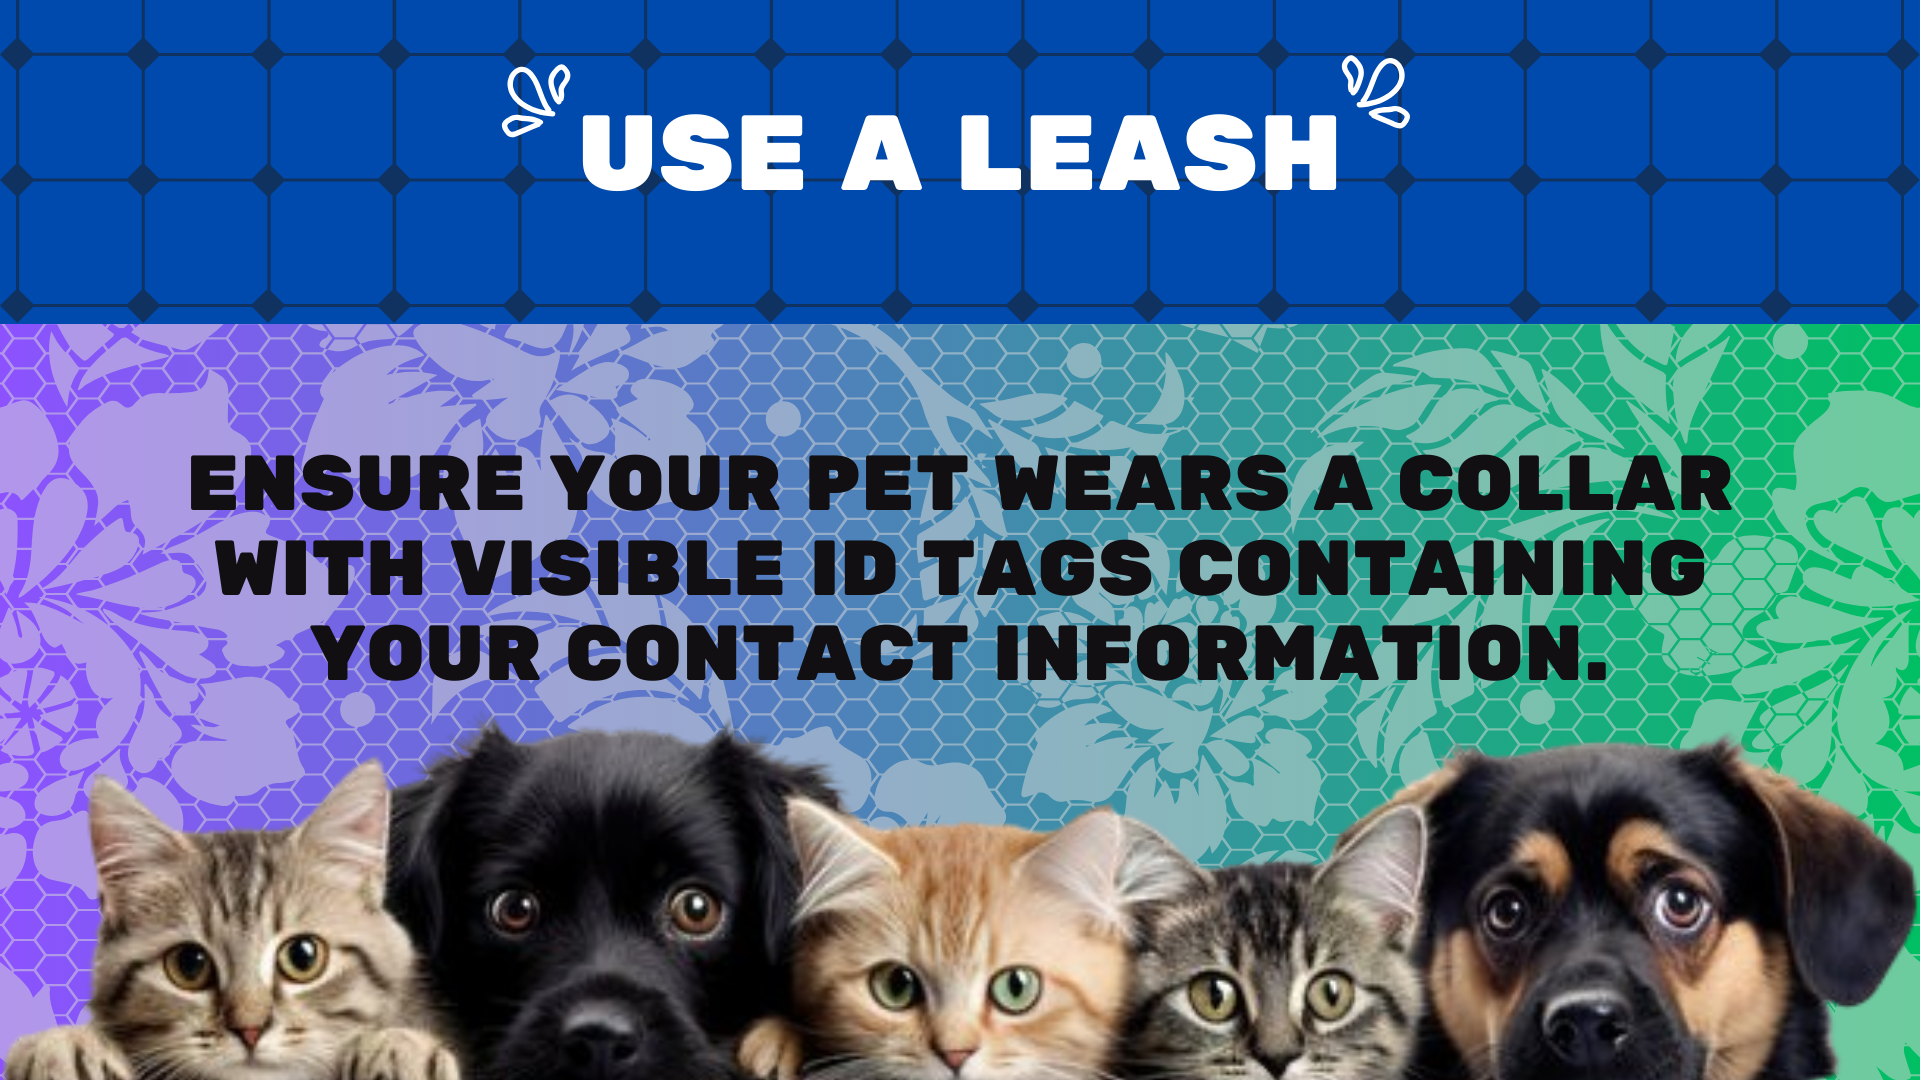 USE A LEASH
ENSURE YOUR PET WEARS A COLLAR
WITH VISIBLE ID TAGS CONTAINING
YOUR CONTACT INFORMATION.